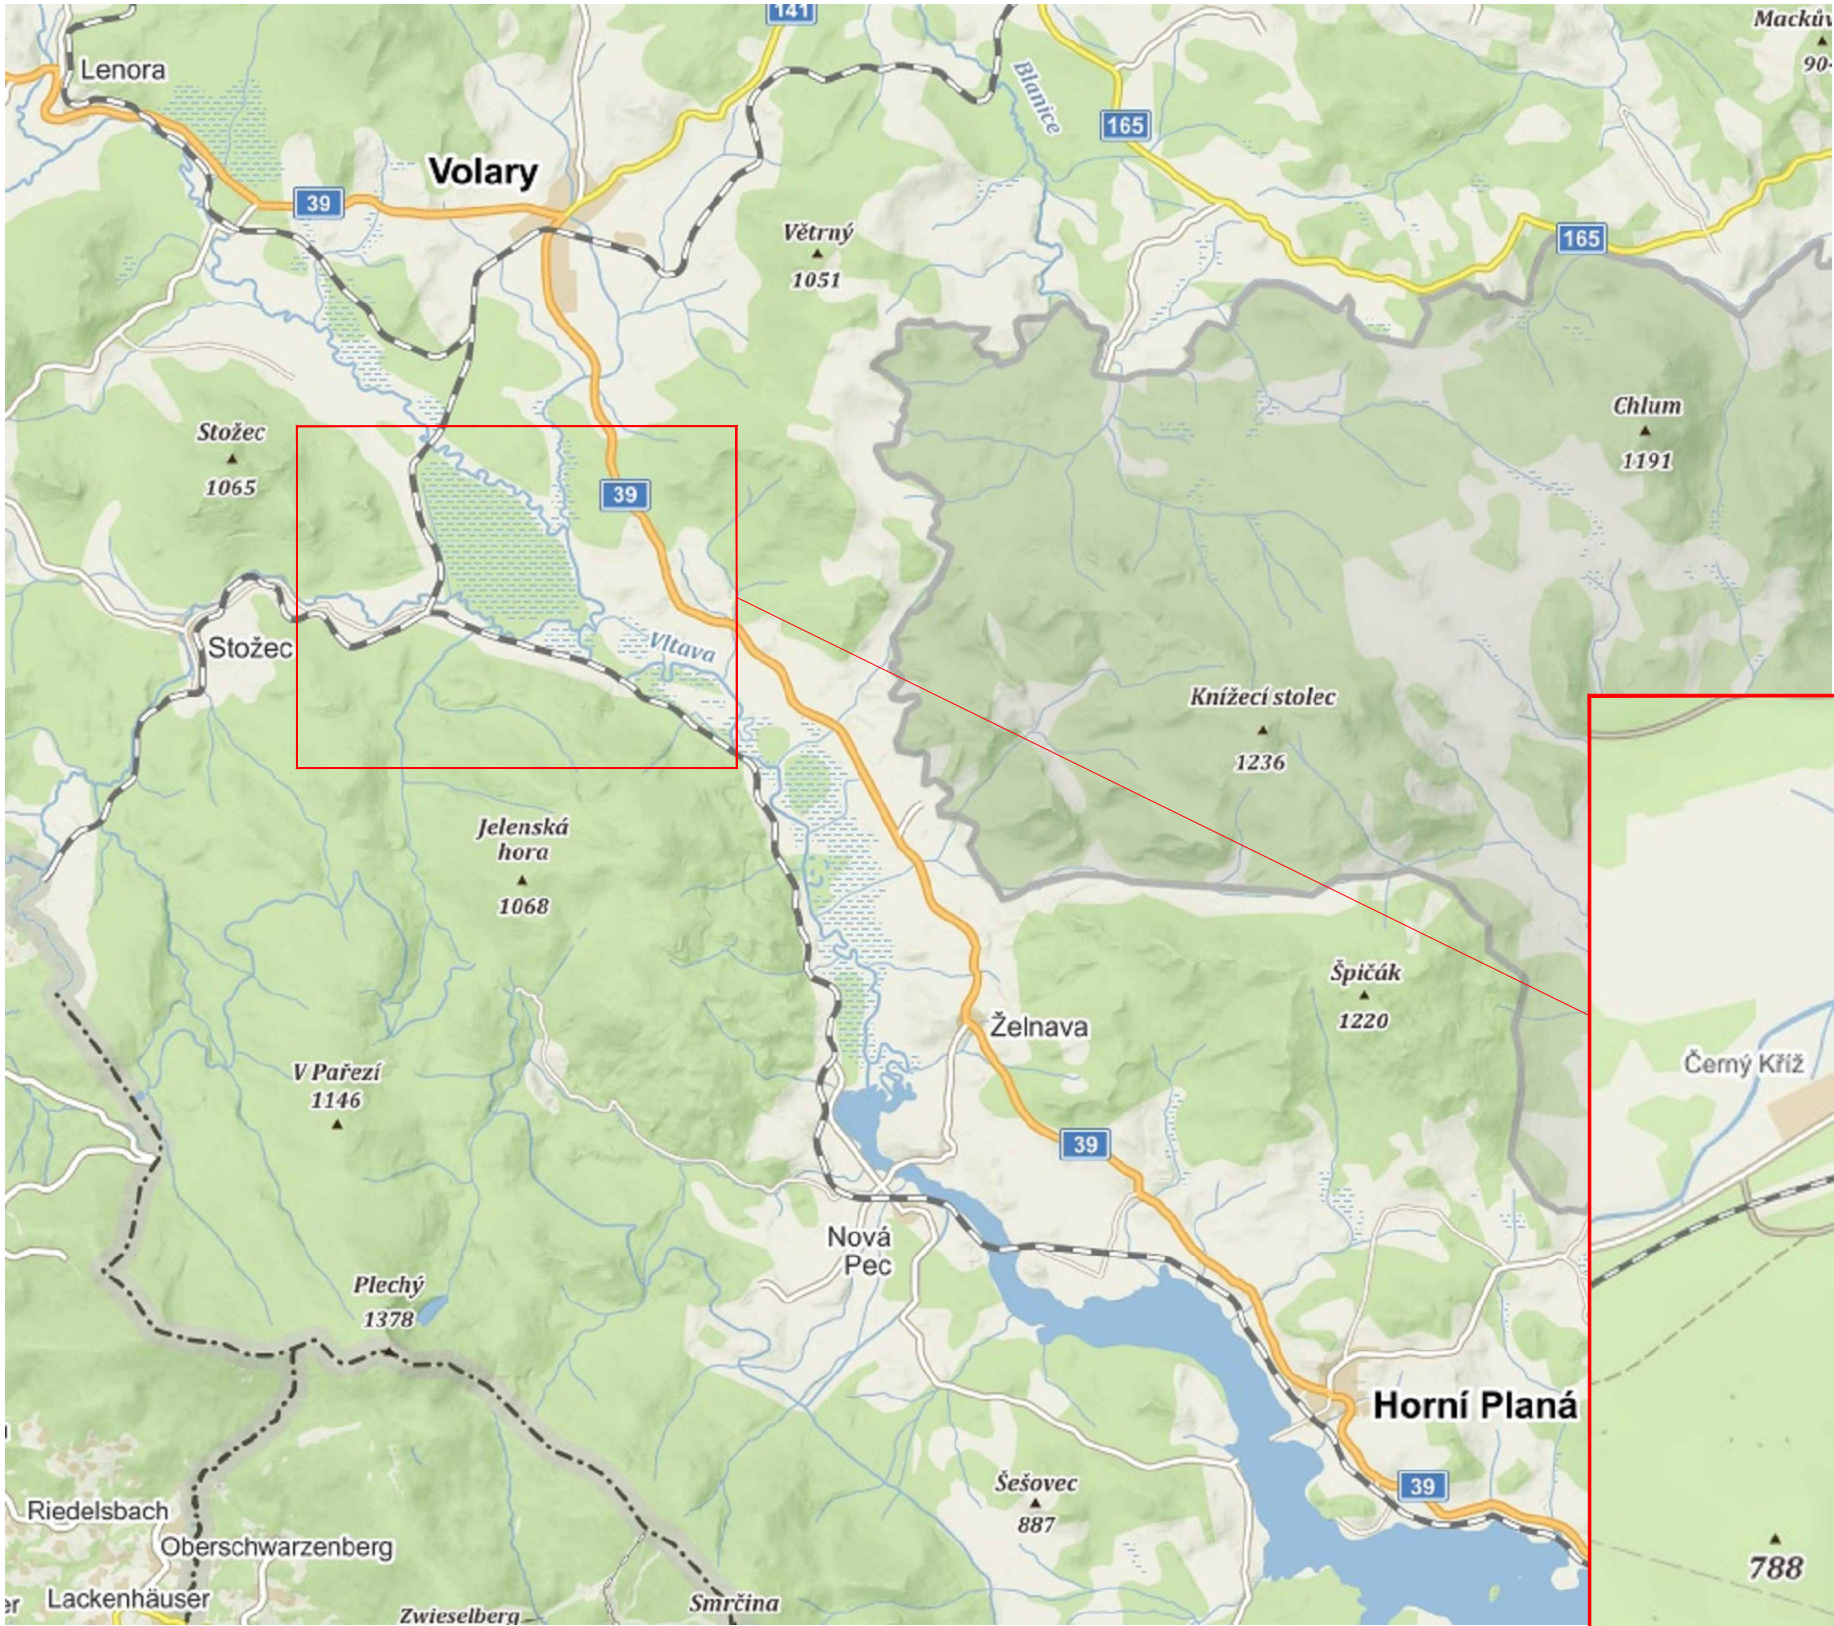 141
Mackův
904
Lenora
Blanice
165
Volary
39
Větrný
1051
165
Stožec
1065
Chlum
1191
39
Stožec
Vltava
Knížecí stolec
1236
Jelenská
hora
1068
Špičák
1220
Želnava
Černý Kříž
V Pařezí
1146
39
Nová
Pec
Plechý
1378
Horní Planá
Šešovec
887
39
788
Riedelsbach
Oberschwarzenberg
Lackenhäuser
er
Zwieselberg
Smrčina